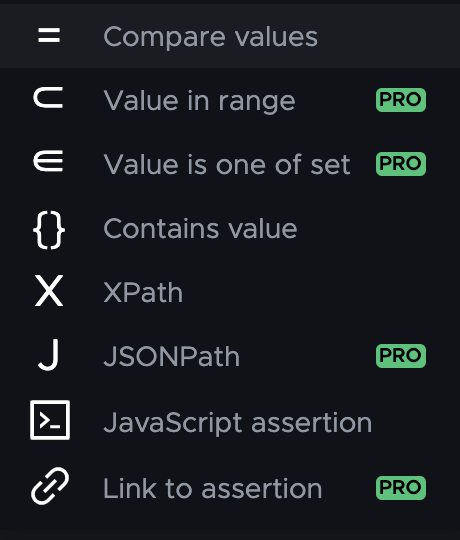 = Compare values
⊂ Value in range PRO
∈ Value is one of set PRO
{} Contains value
X XPath
J JSONPath PRO
>_ JavaScript assertion
Link to assertion PRO